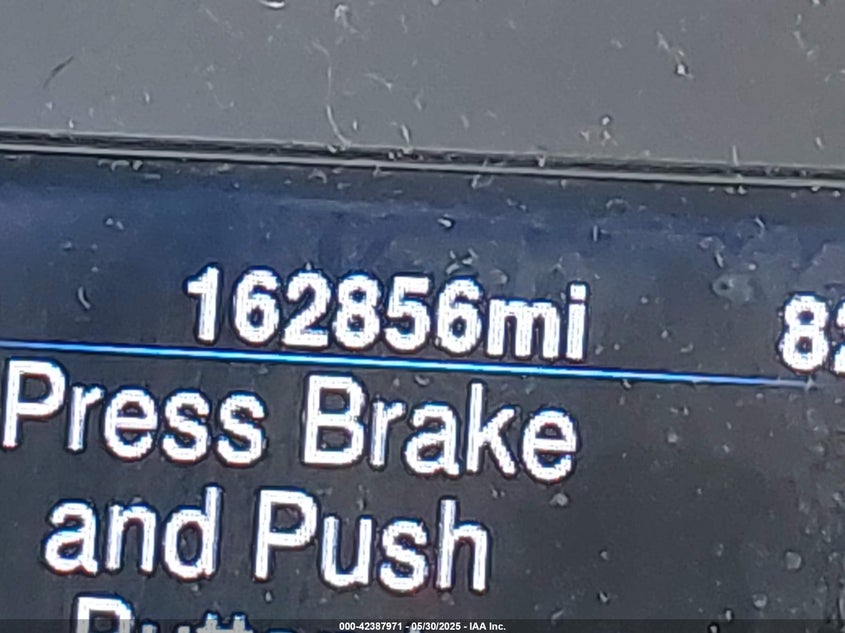 162856mi
Press Brake
and Push
000-42387971 - 05/30/2025 - IAA Inc.